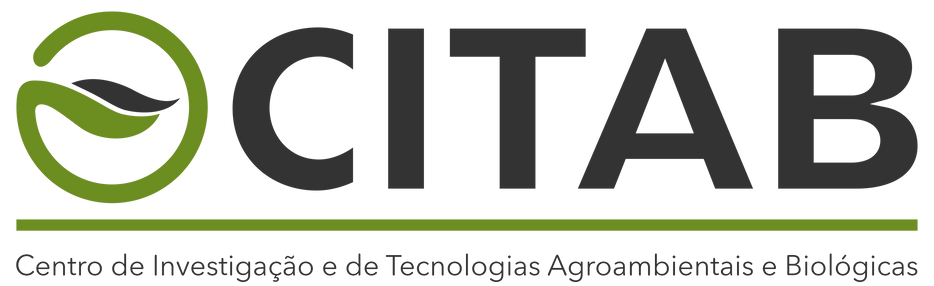 CITAB
Centro de Investigação e de Tecnologias Agroambientais e Biológicas